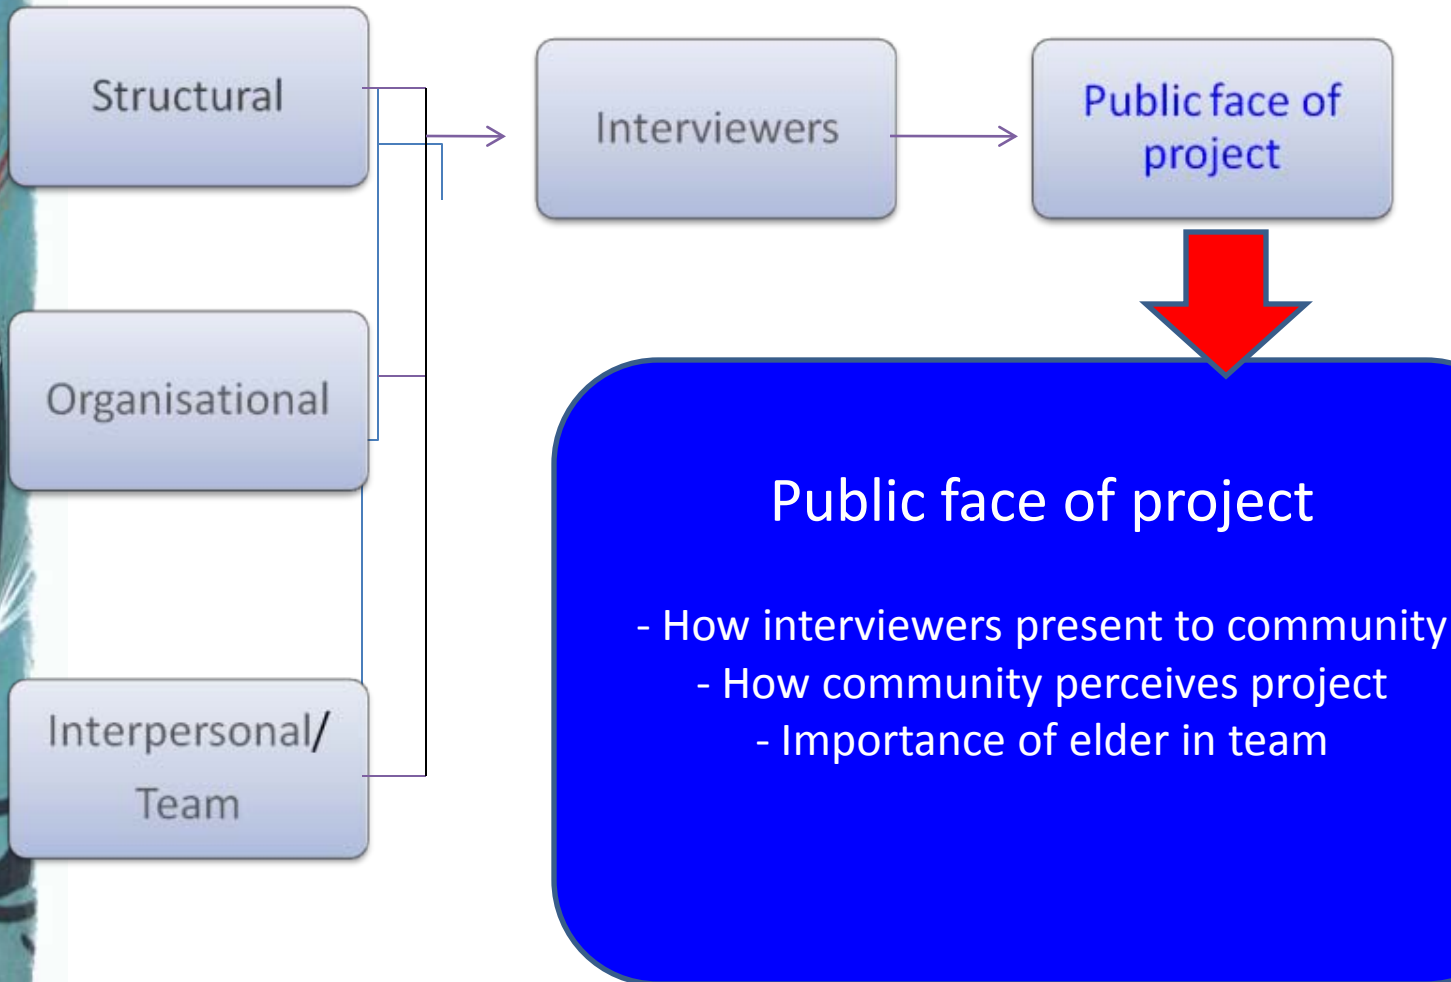 Structural
Interviewers
Public face of
project
Organisational
Interpersonal/
Team
Public face of project
- How interviewers present to community
- How community perceives project
- Importance of elder in team